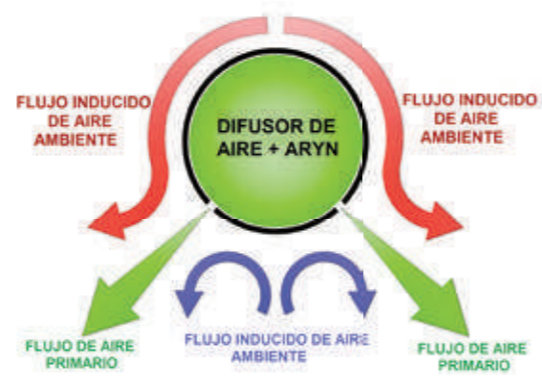 FLUJO INDUCIDO
DE AIRE
AMBIENTE
DIFUSOR DE
AIRE + ARYN
FLUJO INDUCIDO
DE AIRE
AMBIENTE
FLUJO DE AIRE
PRIMARIO
FLUJO INDUCIDO DE AIRE
AMBIENTE
FLUJO DE AIRE
PRIMARIO